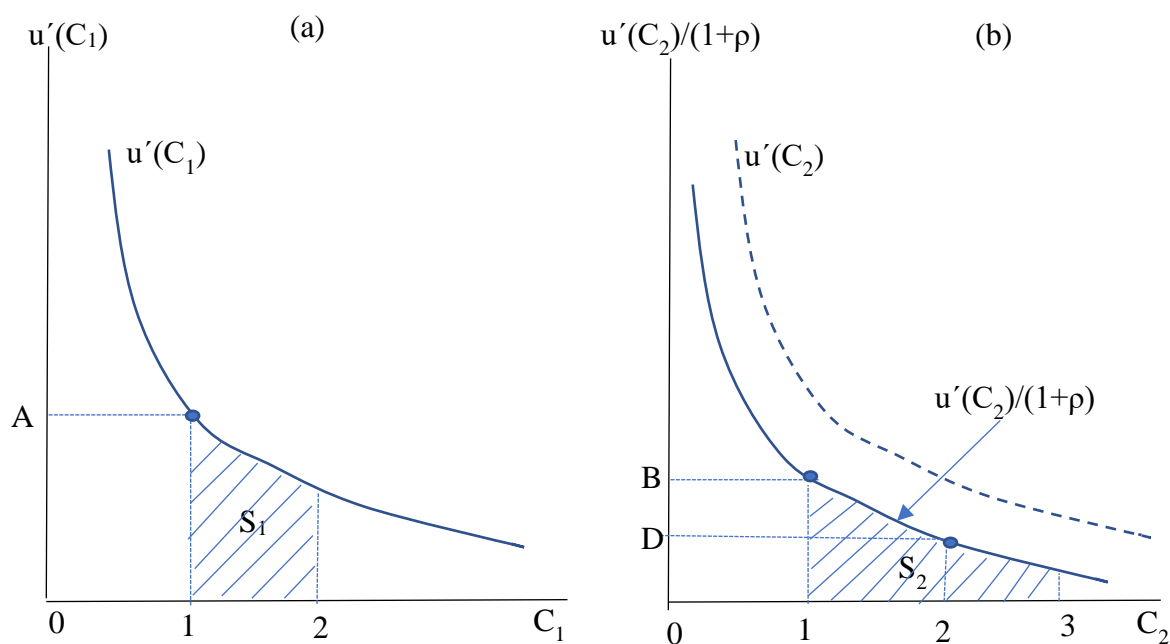 (a)
u´(C₁)
u´(C₁)
A
S₁
0
1
2
C₁
u´(C₂)/(1+ρ)
(b)
u´(C₂)
u´(C₂)/(1+ρ)
B
D
S₂
0
1
2
3
C₂